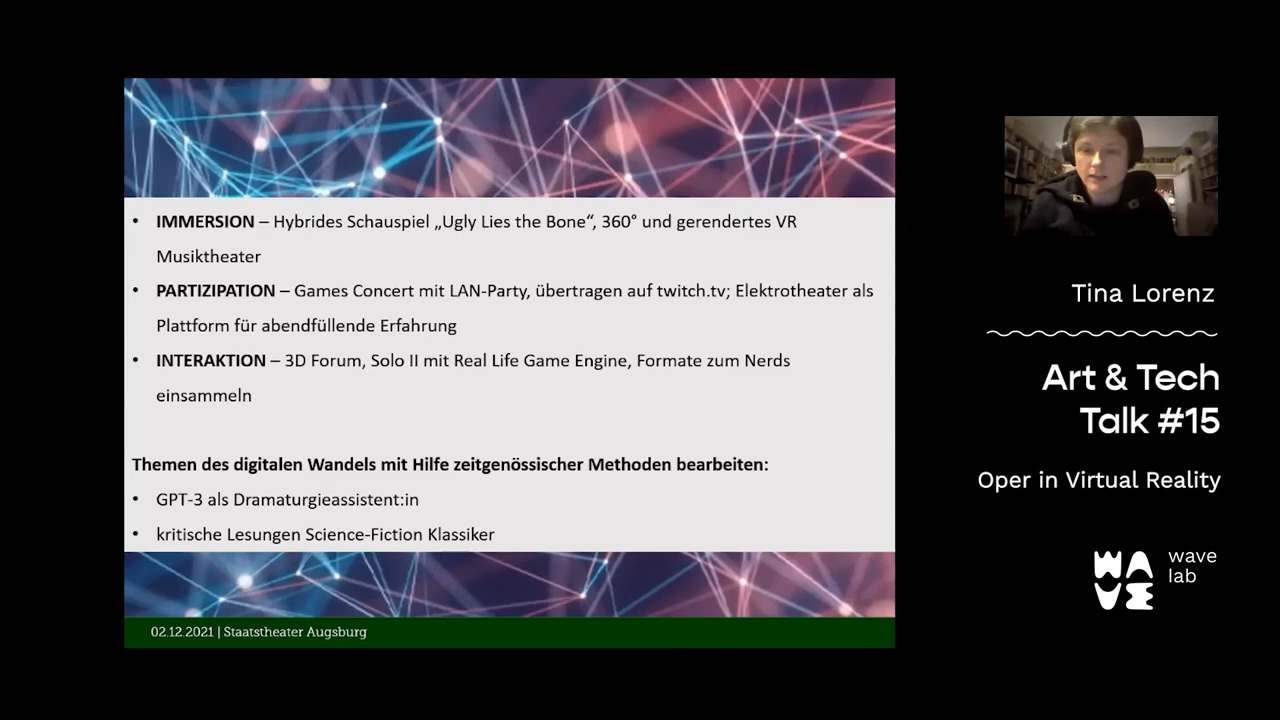 • IMMERSION – Hybrides Schauspiel „Ugly Lies the Bone“, 360° und gerendertes VR
Musiktheater
• PARTIZIPATION – Games Concert mit LAN-Party, übertragen auf twitch.tv; Elektrotheater als
Plattform für abendfüllende Erfahrung
• INTERAKTION – 3D Forum, Solo II mit Real Life Game Engine, Formate zum Nerds
einsammeln
Themen des digitalen Wandels mit Hilfe zeitgenössischer Methoden bearbeiten:
• GPT-3 als Dramaturgieassistent:in
• kritische Lesungen Science-Fiction Klassiker
02.12.2021 | Staatstheater Augsburg
Tina Lorenz
Art & Tech
Talk #15
Oper in Virtual Reality
WAVE
wave
lab